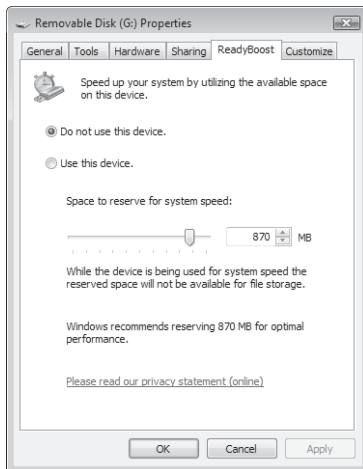 Removable Disk (G:) Properties
General Tools Hardware Sharing ReadyBoost Customize
Speed up your system by utilizing the available space
on this device.
Do not use this device.
Use this device.
Space to reserve for system speed:
870 MB
While the device is being used for system speed the
reserved space will not be available for file storage.
Windows recommends reserving 870 MB for optimal
performance.
Please read our privacy statement (online)
OK Cancel Apply